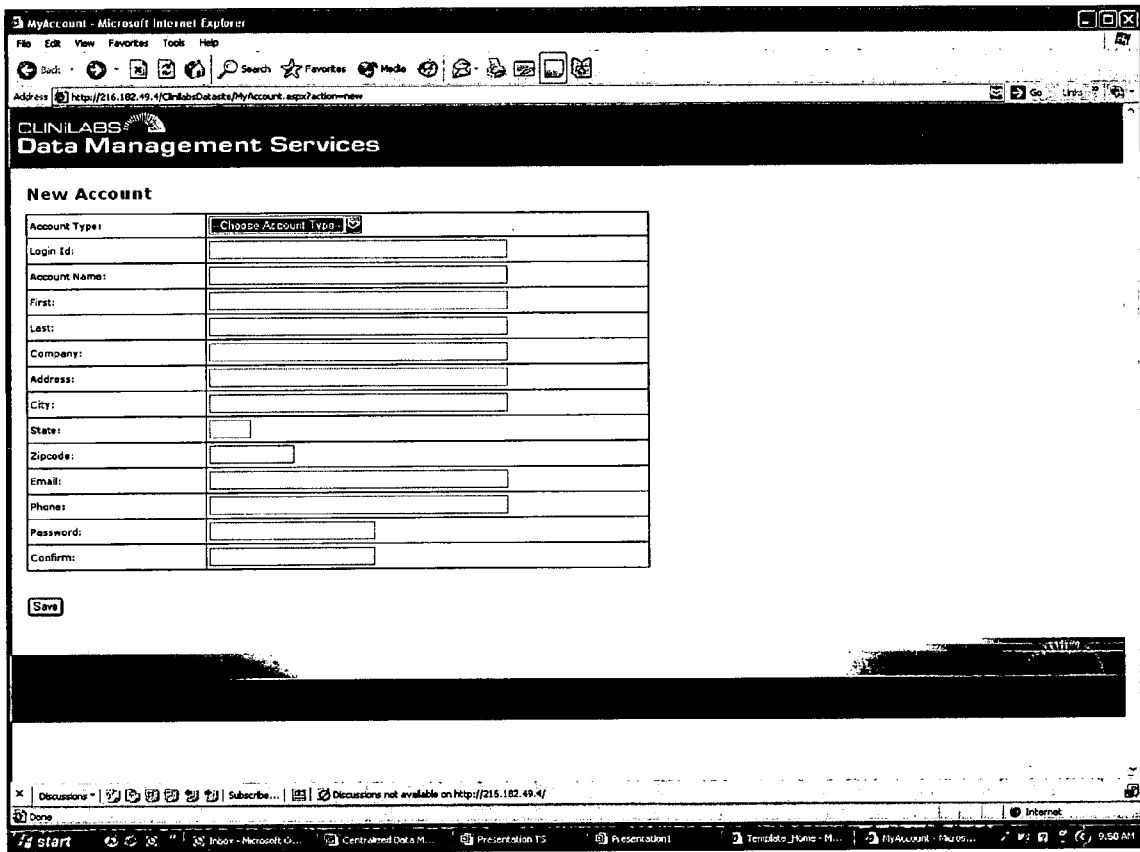 MyAccount - Microsoft Internet Explorer
File Edit View Favorites Tools Help
Back Search Favorites Media
Address http://216.182.49.4/ClinilabsDatasite/MyAccount.aspx?action=new Go Links
CLINILABS
Data Management Services
New Account
Account Type: --Choose Account Type--
Login Id:
Account Name:
First:
Last:
Company:
Address:
City:
State:
Zipcode:
Email:
Phone:
Password:
Confirm:
Save
Discussions Subscribe... Discussions not available on http://216.182.49.4/
Done Internet
start Inbox - Microsoft O... Centralized Data M... Presentation TS Presentation1 Template_Home - M... MyAccount - Micros... 9:50 AM